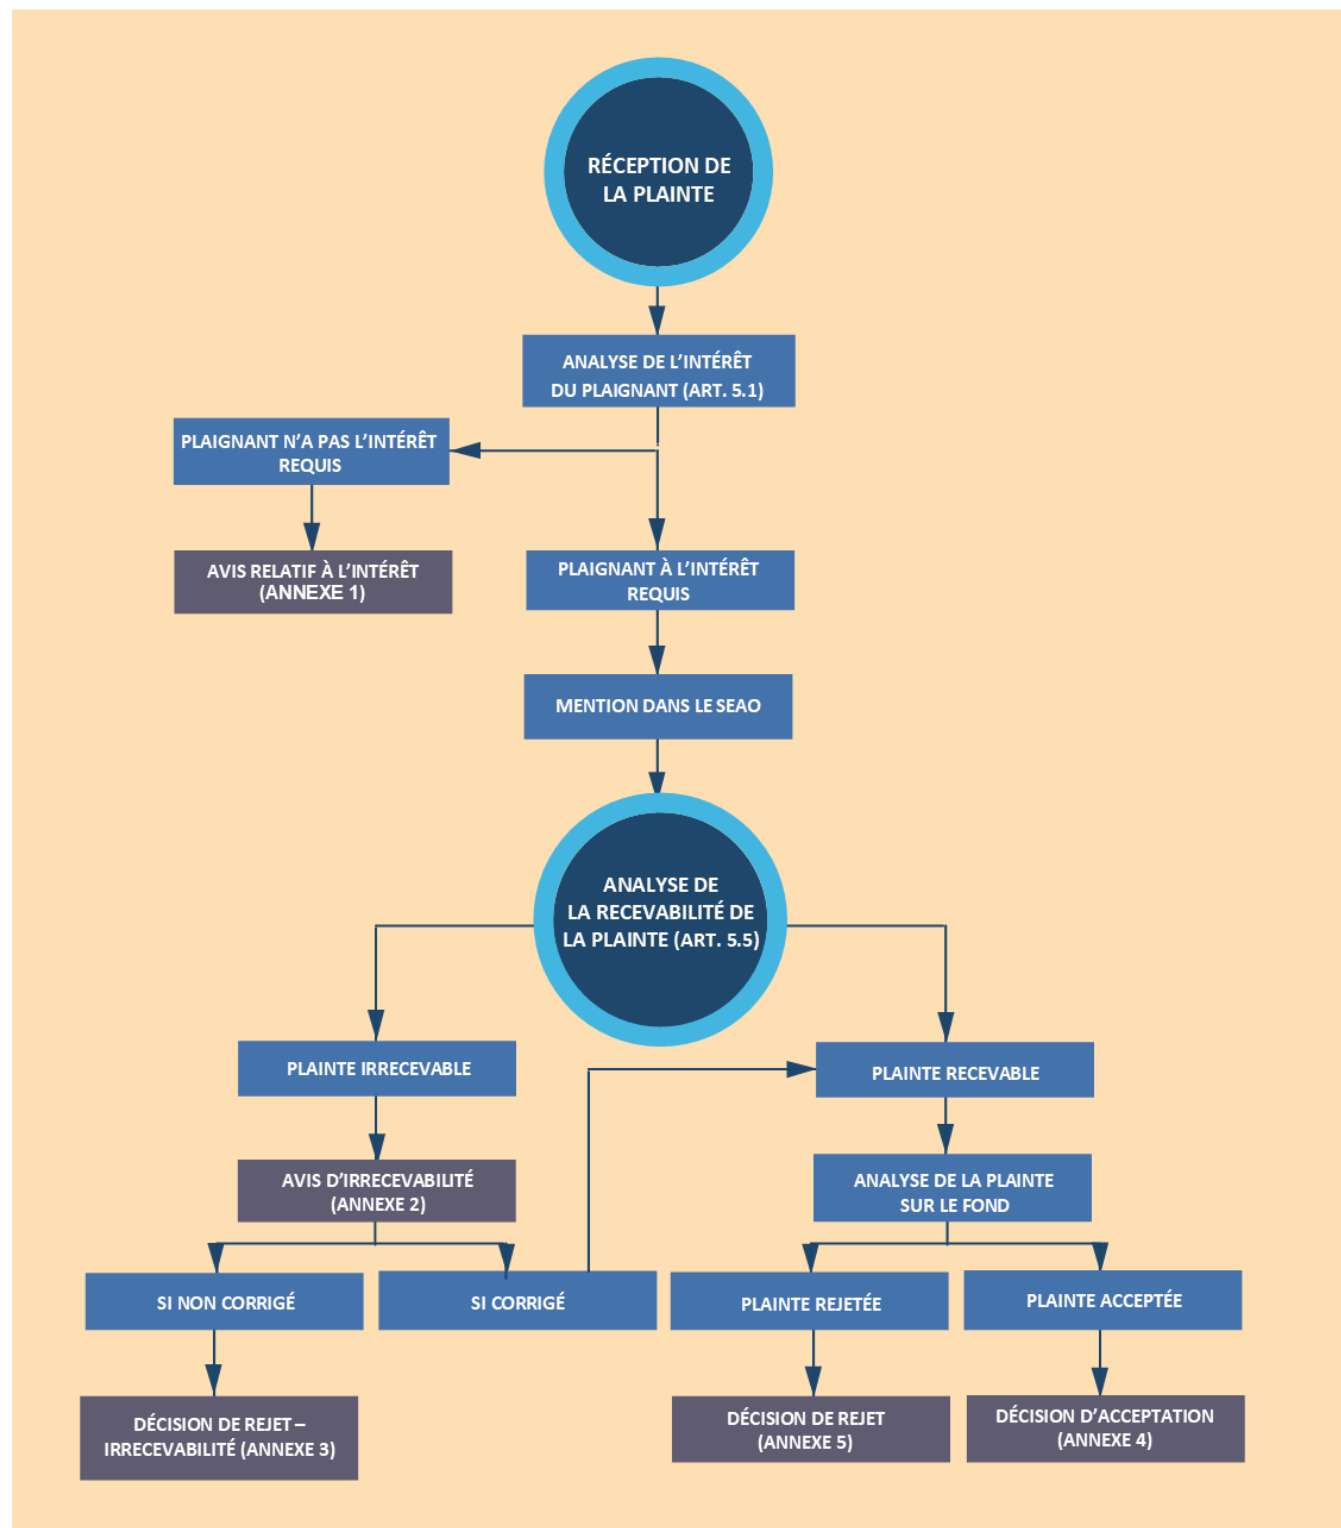 RÉCEPTION DE
LA PLAINTE
ANALYSE DE L’INTÉRÊT
DU PLAIGNANT (ART. 5.1)
PLAIGNANT N’A PAS L’INTÉRÊT
REQUIS
AVIS RELATIF À L’INTÉRÊT
(ANNEXE 1)
PLAIGNANT À L’INTÉRÊT
REQUIS
MENTION DANS LE SEAO
ANALYSE DE
LA RECEVABILITÉ DE
LA PLAINTE (ART. 5.5)
PLAINTE IRRECEVABLE
PLAINTE RECEVABLE
AVIS D’IRRECEVABILITÉ
(ANNEXE 2)
ANALYSE DE LA PLAINTE
SUR LE FOND
SI NON CORRIGÉ
SI CORRIGÉ
PLAINTE REJETÉE
PLAINTE ACCEPTÉE
DÉCISION DE REJET –
IRRECEVABILITÉ (ANNEXE 3)
DÉCISION DE REJET
(ANNEXE 5)
DÉCISION D’ACCEPTATION
(ANNEXE 4)